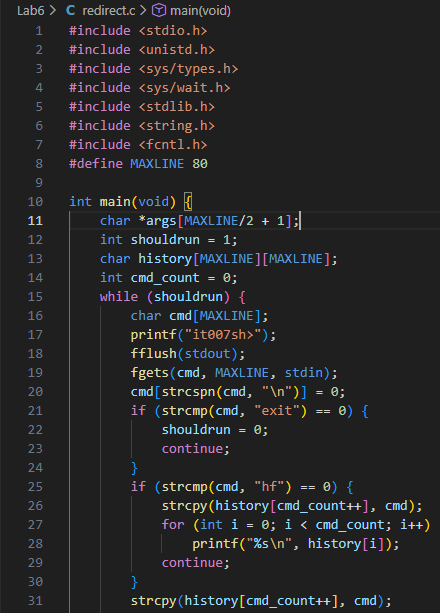 Lab6 > C redirect.c > main(void)
1 #include <stdio.h>
2 #include <unistd.h>
3 #include <sys/types.h>
4 #include <sys/wait.h>
5 #include <stdlib.h>
6 #include <string.h>
7 #include <fcntl.h>
8 #define MAXLINE 80
9
10 int main(void) {
11     char *args[MAXLINE/2 + 1];
12     int shouldrun = 1;
13     char history[MAXLINE][MAXLINE];
14     int cmd_count = 0;
15     while (shouldrun) {
16         char cmd[MAXLINE];
17         printf("it007sh>");
18         fflush(stdout);
19         fgets(cmd, MAXLINE, stdin);
20         cmd[strcspn(cmd, "\n")] = 0;
21         if (strcmp(cmd, "exit") == 0) {
22             shouldrun = 0;
23             continue;
24         }
25         if (strcmp(cmd, "hf") == 0) {
26             strcpy(history[cmd_count++], cmd);
27             for (int i = 0; i < cmd_count; i++)
28                 printf("%s\n", history[i]);
29             continue;
30         }
31         strcpy(history[cmd_count++], cmd);